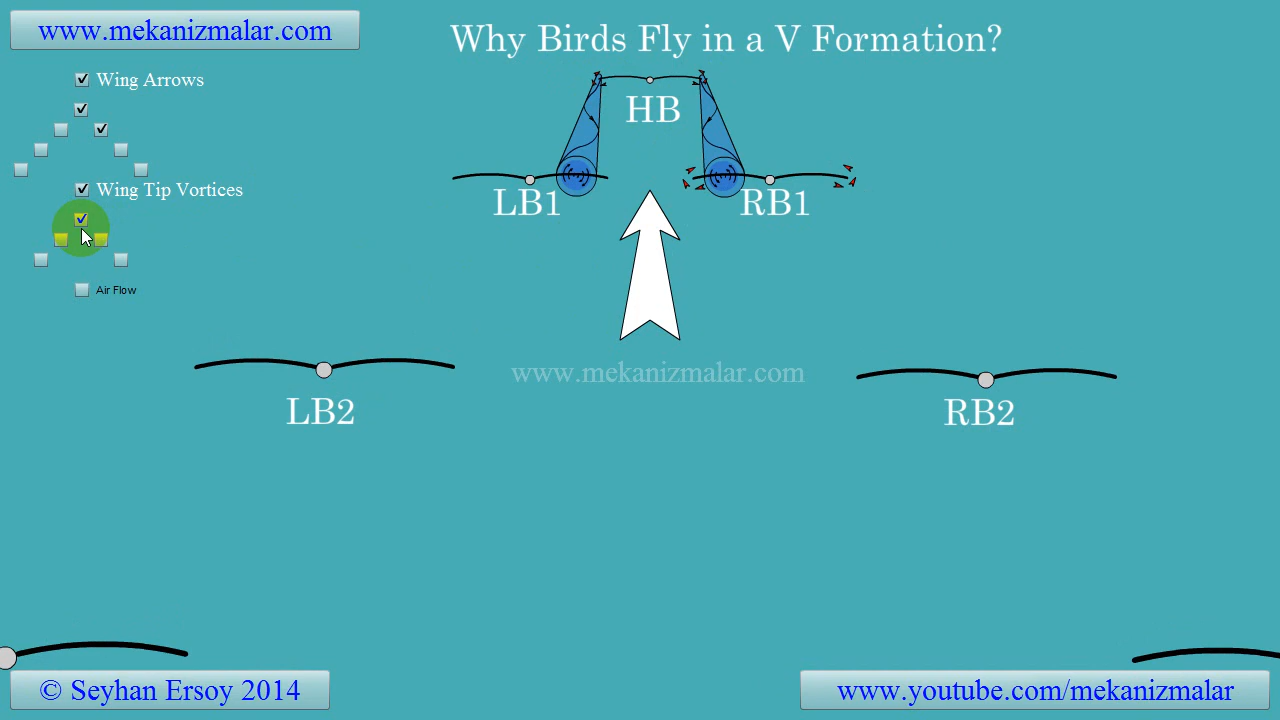 www.mekanizmalar.com
Why Birds Fly in a V Formation?
Wing Arrows
HB
Wing Tip Vortices
LB1
RB1
Air Flow
www.mekanizmalar.com
LB2
RB2
© Seyhan Ersoy 2014
www.youtube.com/mekanizmalar